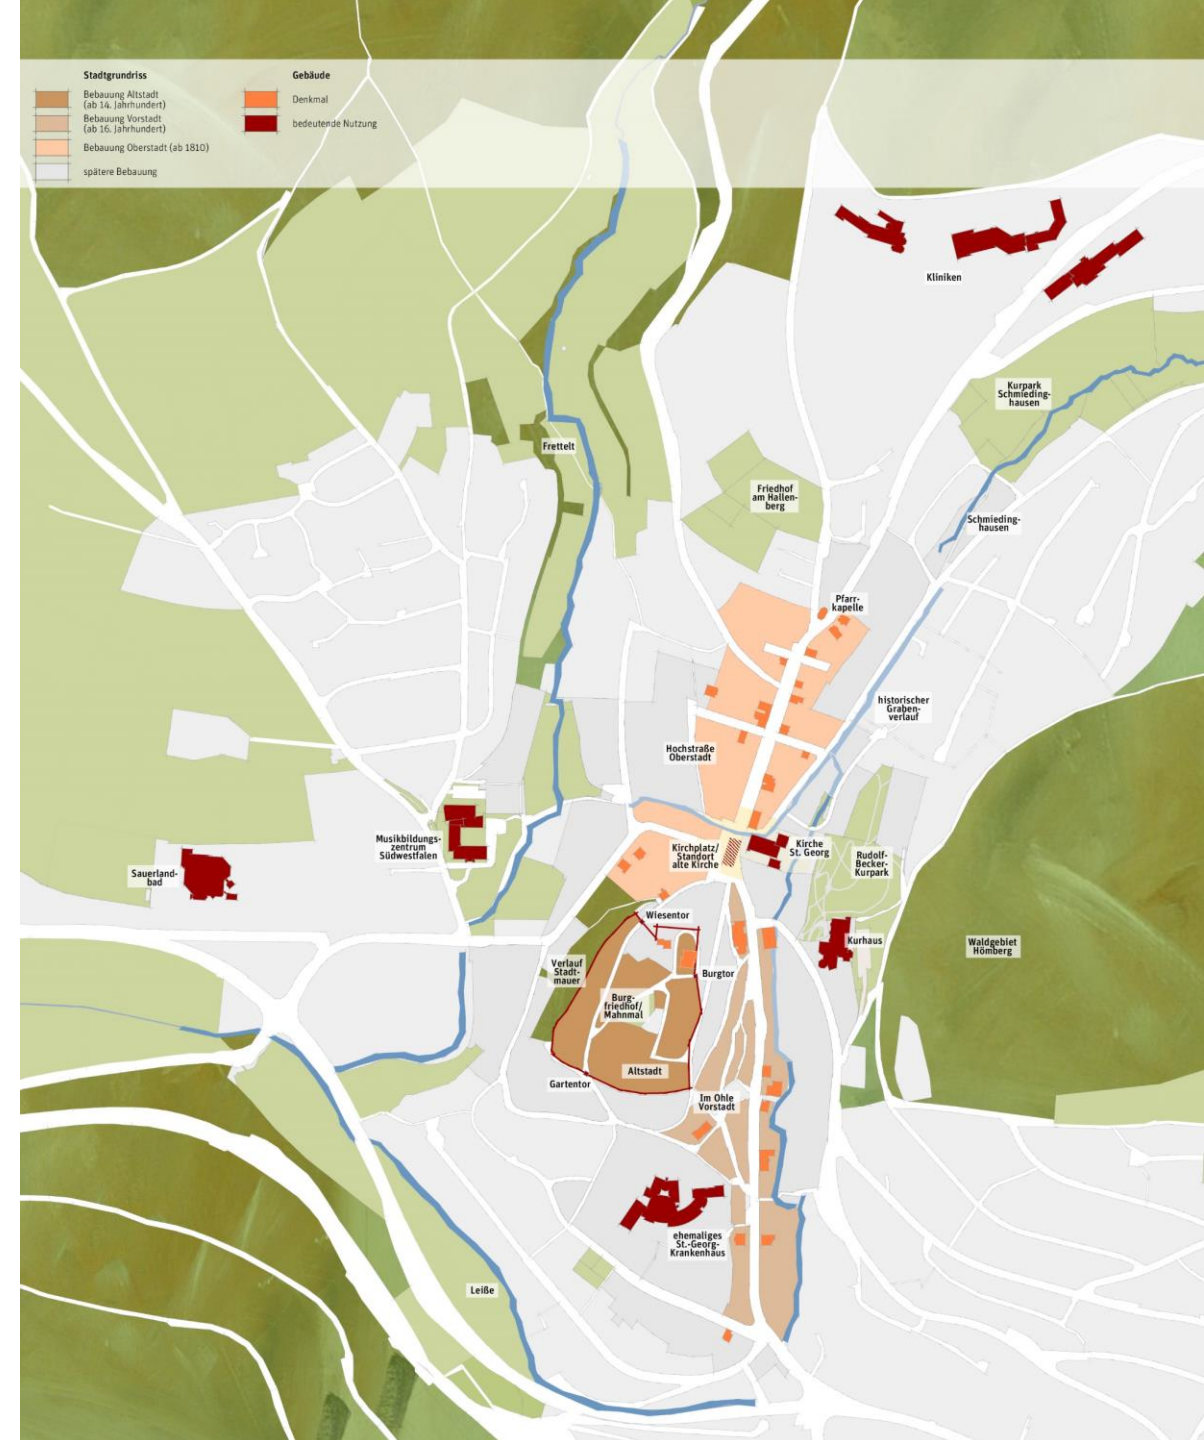 Stadtgrundriss
Bebauung Altstadt
(ab 14. Jahrhundert)
Bebauung Vorstadt
(ab 16. Jahrhundert)
Bebauung Oberstadt (ab 1810)
spätere Bebauung
Gebäude
Denkmal
bedeutende Nutzung
Kliniken
Kurpark
Schmieding-
hausen
Frettelt
Friedhof
am Hallen-
berg
Schmieding-
hausen
Pfarr-
kapelle
historischer
Graben-
verlauf
Hochstraße
Oberstadt
Musikbildungs-
zentrum
Südwestfalen
Kirchplatz/
Standort
alte Kirche
Kirche
St. Georg
Rudolf-
Becker-
Kurpark
Sauerland-
bad
Wiesentor
Kurhaus
Waldgebiet
Hömberg
Verlauf
Stadt-
mauer
Burgtor
Burg-
friedhof/
Mahnmal
Altstadt
Gartentor
Im Ohle
Vorstadt
ehemaliges
St.-Georg-
Krankenhaus
Leiße